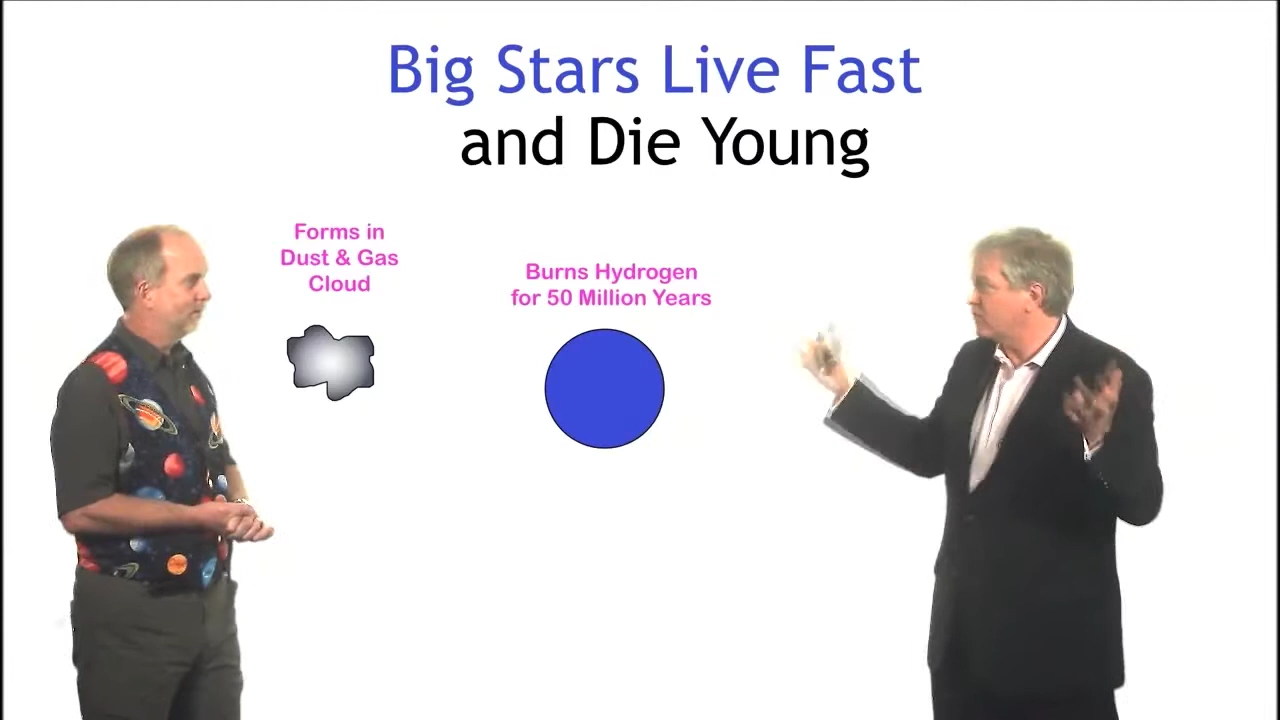 Big Stars Live Fast
and Die Young
Forms in
Dust & Gas
Cloud
Burns Hydrogen
for 50 Million Years